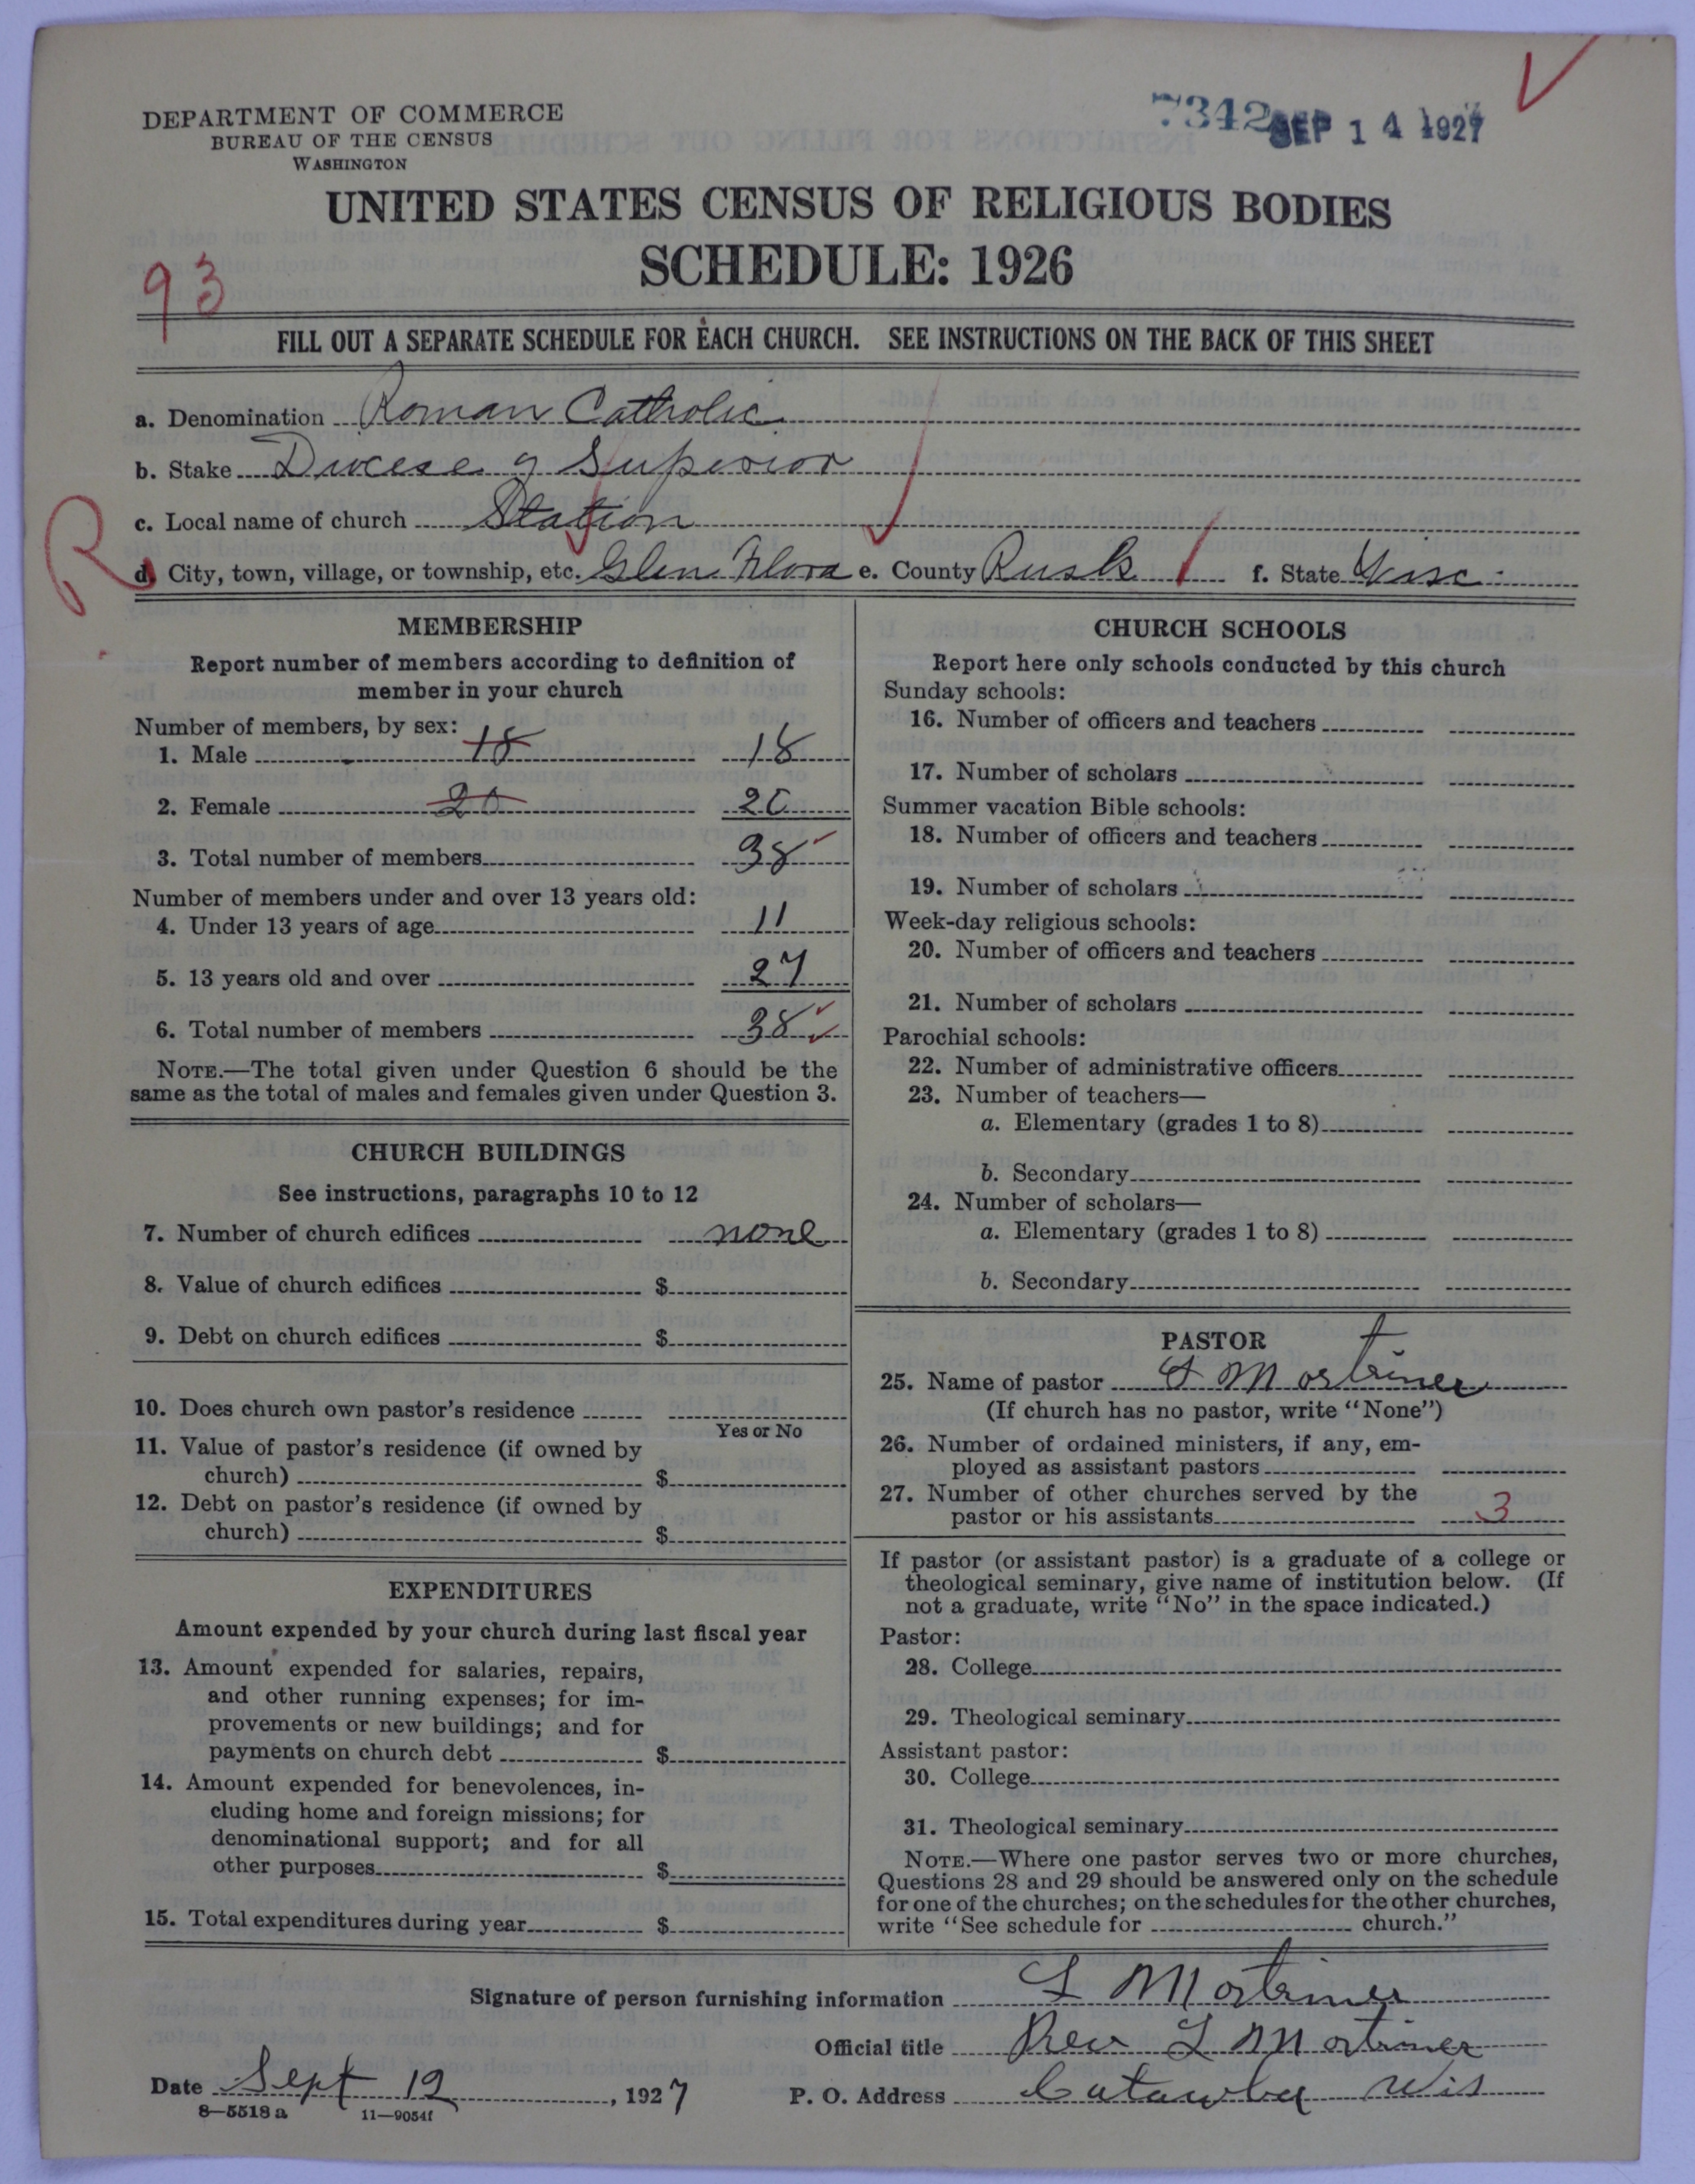 DEPARTMENT OF COMMERCE
BUREAU OF THE CENSUS
WASHINGTON
7342 SEP 14 1927
UNITED STATES CENSUS OF RELIGIOUS BODIES
SCHEDULE: 1926
93
FILL OUT A SEPARATE SCHEDULE FOR EACH CHURCH. SEE INSTRUCTIONS ON THE BACK OF THIS SHEET
a. Denomination Roman Catholic
b. Stake Diocese of Superior
c. Local name of church Station
R
d. City, town, village, or township, etc. Glen Flora e. County Rusk f. State Wisc.
MEMBERSHIP
Report number of members according to definition of
member in your church
Number of members, by sex:
1. Male 18 18
2. Female 20 20
3. Total number of members 38
Number of members under and over 13 years old:
4. Under 13 years of age 11
5. 13 years old and over 27
6. Total number of members 38
NOTE.—The total given under Question 6 should be the
same as the total of males and females given under Question 3.
CHURCH BUILDINGS
See instructions, paragraphs 10 to 12
7. Number of church edifices none
8. Value of church edifices $
9. Debt on church edifices $
10. Does church own pastor's residence
Yes or No
11. Value of pastor's residence (if owned by
church) $
12. Debt on pastor's residence (if owned by
church) $
EXPENDITURES
Amount expended by your church during last fiscal year
13. Amount expended for salaries, repairs,
and other running expenses; for im-
provements or new buildings; and for
payments on church debt $
14. Amount expended for benevolences, in-
cluding home and foreign missions; for
denominational support; and for all
other purposes $
15. Total expenditures during year $
CHURCH SCHOOLS
Report here only schools conducted by this church
Sunday schools:
16. Number of officers and teachers
17. Number of scholars
Summer vacation Bible schools:
18. Number of officers and teachers
19. Number of scholars
Week-day religious schools:
20. Number of officers and teachers
21. Number of scholars
Parochial schools:
22. Number of administrative officers
23. Number of teachers—
a. Elementary (grades 1 to 8)
b. Secondary
24. Number of scholars—
a. Elementary (grades 1 to 8)
b. Secondary
PASTOR
25. Name of pastor L Mortimer
(If church has no pastor, write "None")
26. Number of ordained ministers, if any, em-
ployed as assistant pastors
27. Number of other churches served by the
pastor or his assistants 3
If pastor (or assistant pastor) is a graduate of a college or
theological seminary, give name of institution below. (If
not a graduate, write "No" in the space indicated.)
Pastor:
28. College
29. Theological seminary
Assistant pastor:
30. College
31. Theological seminary
NOTE.—Where one pastor serves two or more churches,
Questions 28 and 29 should be answered only on the schedule
for one of the churches; on the schedules for the other churches,
write "See schedule for church."
Signature of person furnishing information L Mortimer
Official title Rev L Mortimer
Date Sept 12, 1927 P. O. Address Catawba Wis
8—5518a 11—9054f